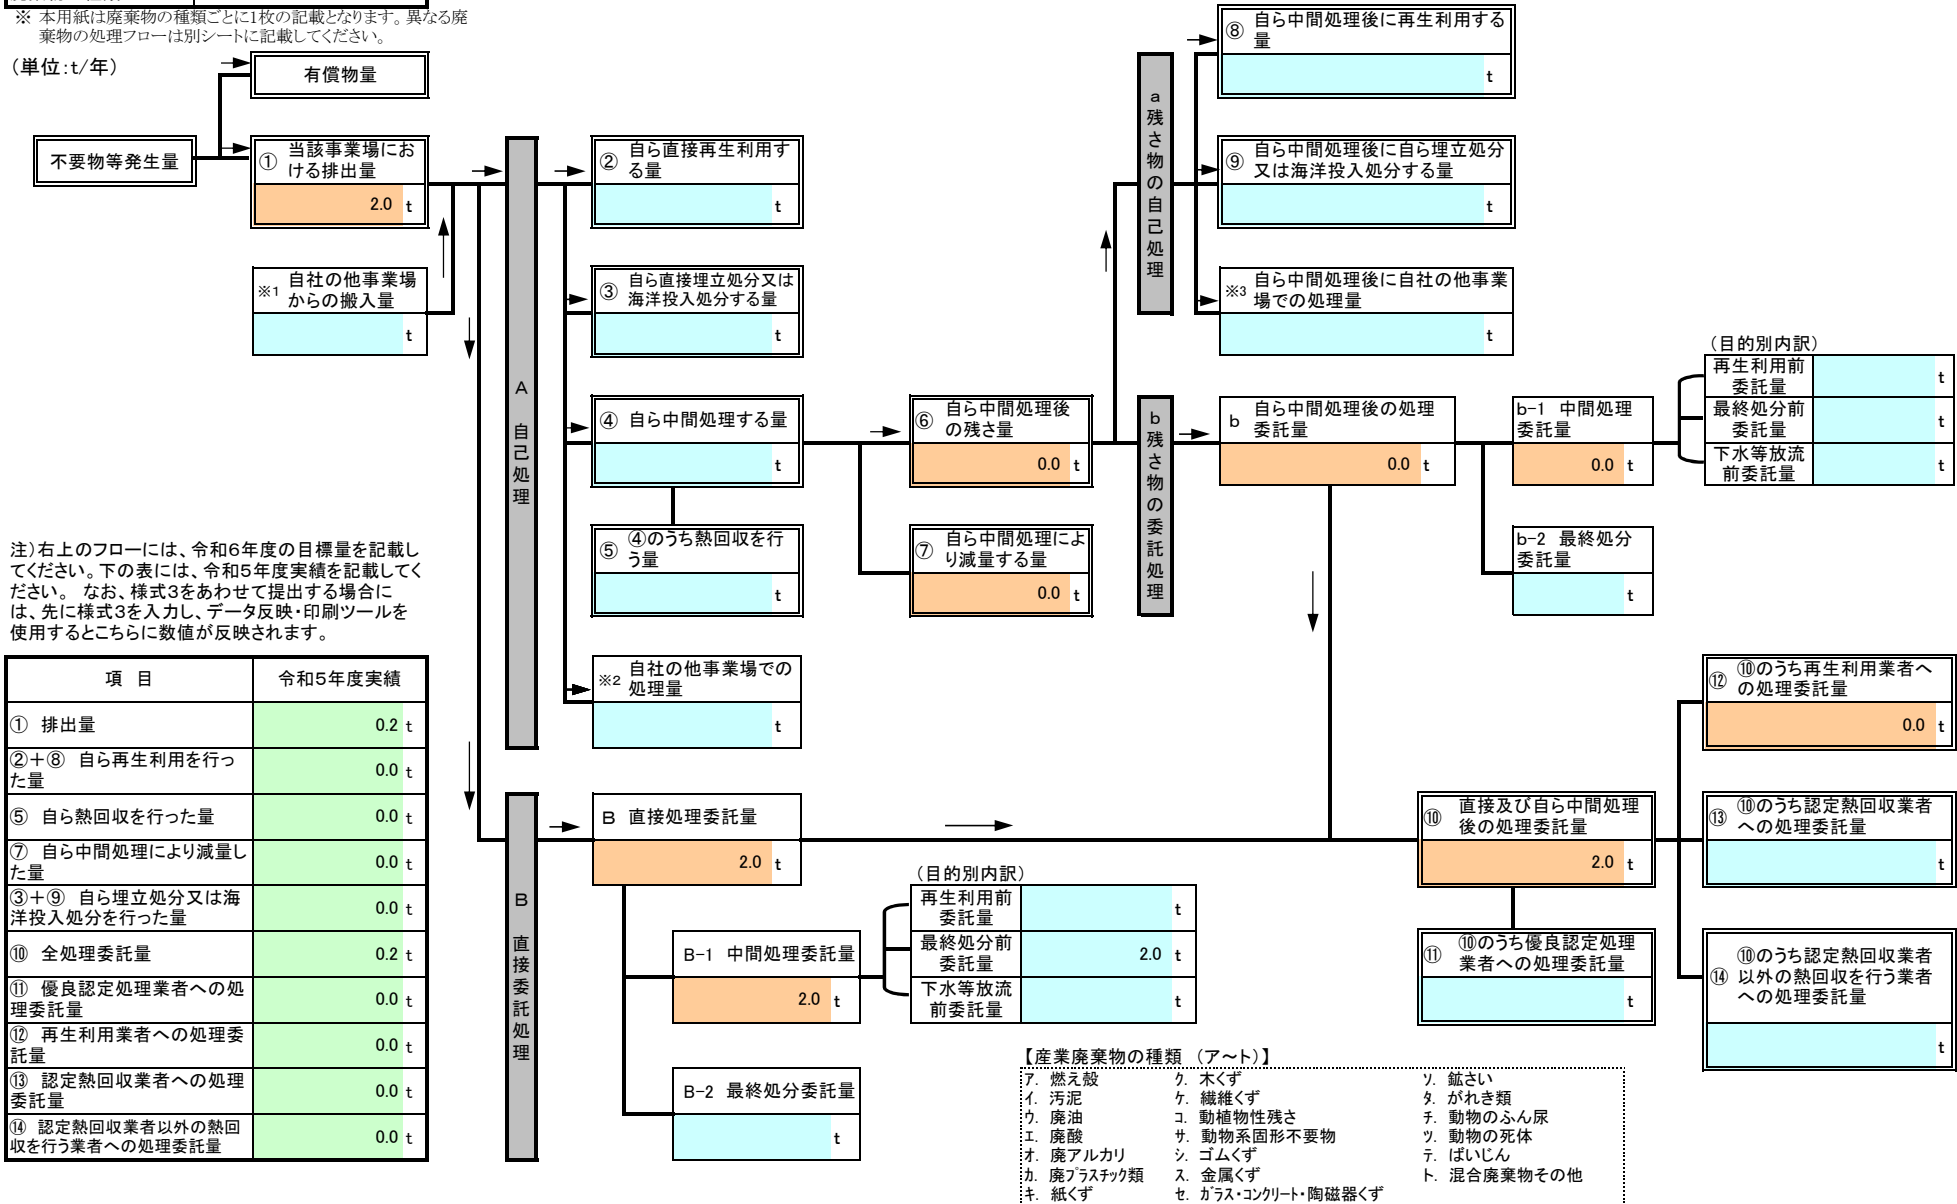 ※ 本用紙は廃棄物の種類ごとに1枚の記載となります。異なる廃
棄物の処理フローは別シートに記載してください。
(単位:t/年)
有償物量
不要物等発生量
① 当該事業場にお
ける排出量
2.0 t
※1 自社の他事業場
からの搬入量
t
A 自己処理
② 自ら直接再生利用す
る量
t
③ 自ら直接埋立処分又は
海洋投入処分する量
t
④ 自ら中間処理する量
t
⑤ ④のうち熱回収を行
う量
t
※2 自社の他事業場での
処理量
t
⑥ 自ら中間処理後
の残さ量
0.0 t
⑦ 自ら中間処理によ
り減量する量
0.0 t
a残さ物の自己処理
⑧ 自ら中間処理後に再生利用する
量
t
⑨ 自ら中間処理後に自ら埋立処分
又は海洋投入処分する量
t
※3 自ら中間処理後に自社の他事業
場での処理量
t
b残さ物の委託処理
b 自ら中間処理後の処理
委託量
0.0 t
b-1 中間処理
委託量
0.0 t
(目的別内訳)
再生利用前
委託量
t
最終処分前
委託量
t
下水等放流
前委託量
t
b-2 最終処分
委託量
t
注)右上のフローには、令和6年度の目標量を記載し
てください。下の表には、令和5年度実績を記載してく
ださい。 なお、様式3をあわせて提出する場合に
は、先に様式3を入力し、データ反映・印刷ツールを
使用するとこちらに数値が反映されます。
項 目 令和5年度実績
① 排出量 0.2 t
②+⑧ 自ら再生利用を行っ
た量 0.0 t
⑤ 自ら熱回収を行った量 0.0 t
⑦ 自ら中間処理により減量し
た量 0.0 t
③+⑨ 自ら埋立処分又は海
洋投入処分を行った量 0.0 t
⑩ 全処理委託量 0.2 t
⑪ 優良認定処理業者への処
理委託量 0.0 t
⑫ 再生利用業者への処理委
託量 0.0 t
⑬ 認定熱回収業者への処理
委託量 0.0 t
⑭ 認定熱回収業者以外の熱回
収を行う業者への処理委託量 0.0 t
B 直接委託処理
B 直接処理委託量
2.0 t
B-1 中間処理委託量
2.0 t
B-2 最終処分委託量
t
(目的別内訳)
再生利用前
委託量
t
最終処分前
委託量
2.0 t
下水等放流
前委託量
t
⑩ 直接及び自ら中間処理
後の処理委託量
2.0 t
⑪ ⑩のうち優良認定処理
業者への処理委託量
t
⑫ ⑩のうち再生利用業者へ
の処理委託量
0.0 t
⑬ ⑩のうち認定熱回収業者
への処理委託量
t
⑭ ⑩のうち認定熱回収業者
以外の熱回収を行う業者
への処理委託量
t
【産業廃棄物の種類 (ア~ト)】
ア. 燃え殻 ク. 木くず ソ. 鉱さい
イ. 汚泥 ケ. 繊維くず タ. がれき類
ウ. 廃油 コ. 動植物性残さ チ. 動物のふん尿
エ. 廃酸 サ. 動物系固形不要物 ツ. 動物の死体
オ. 廃アルカリ シ. ゴムくず テ. ばいじん
カ. 廃プラスチック類 ス. 金属くず ト. 混合廃棄物その他
キ. 紙くず セ. ガラス・コンクリート・陶磁器くず